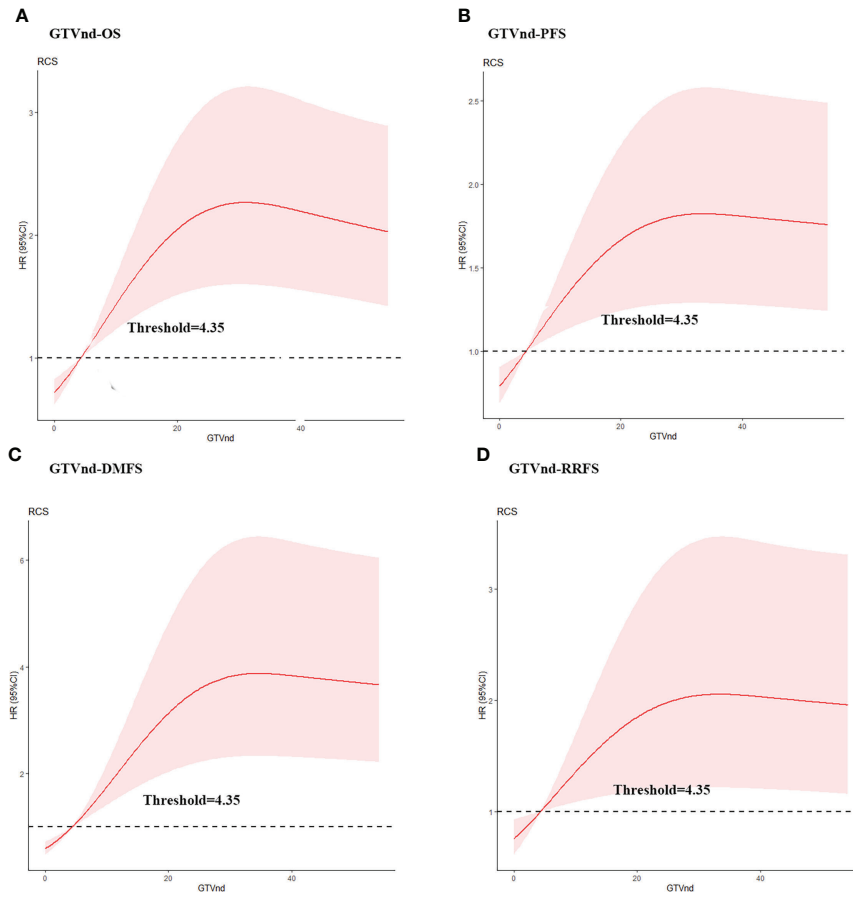 A
GTVnd-OS
RCS
3
2
1
HR (95%CI)
Threshold=4.35
0
20
40
GTVnd
B
GTVnd-PFS
RCS
2.5
2.0
1.5
1.0
HR (95%CI)
Threshold=4.35
0
20
40
GTVnd
C
GTVnd-DMFS
RCS
6
4
2
HR (95%CI)
Threshold=4.35
0
20
40
GTVnd
D
GTVnd-RRFS
RCS
3
2
1
HR (95%CI)
Threshold=4.35
0
20
40
GTVnd